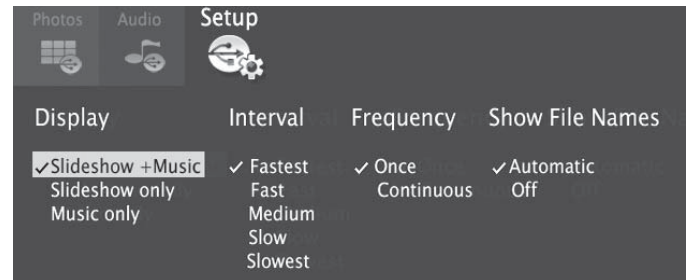 Photos Audio Setup
Display Interval Frequency Show File Names
✓Slideshow +Music ✓ Fastest ✓ Once ✓Automatic
Slideshow only Fast Continuous Off
Music only Medium
Slow
Slowest